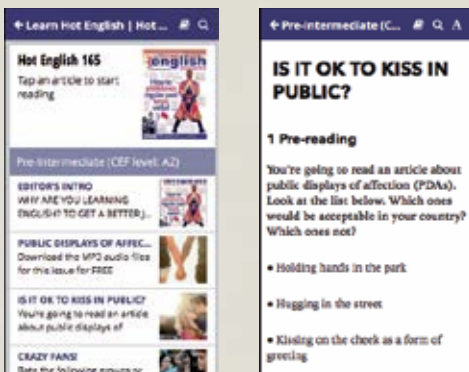 Learn Hot English | Hot ...
Hot English 165
Tap an article to start
reading
english
Pre-intermediate (CEF level: A2)
EDITOR'S INTRO
WHY ARE YOU LEARNING
ENGLISH? TO GET A BETTER J...
PUBLIC DISPLAYS OF AFFEC...
Download the MP3 audio files
for this issue for FREE
IS IT OK TO KISS IN PUBLIC?
You're going to read an article
about public displays of
CRAZY FANS!
Rate the following groups or
Pre-intermediate (C...
A
IS IT OK TO KISS IN
PUBLIC?
1 Pre-reading
You're going to read an article about
public displays of affection (PDAs).
Look at the list below. Which ones
would be acceptable in your country?
Which ones not?
• Holding hands in the park
• Hugging in the street
• Kissing on the cheek as a form of
greeting